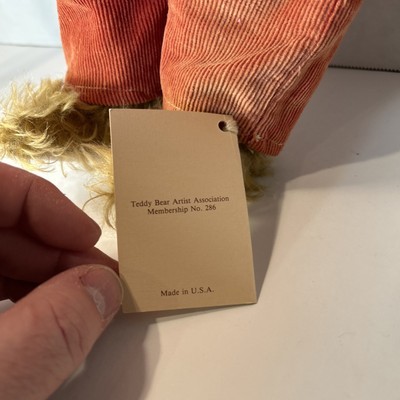 Teddy Bear Artist Association
Membership No. 286
Made in U.S.A.